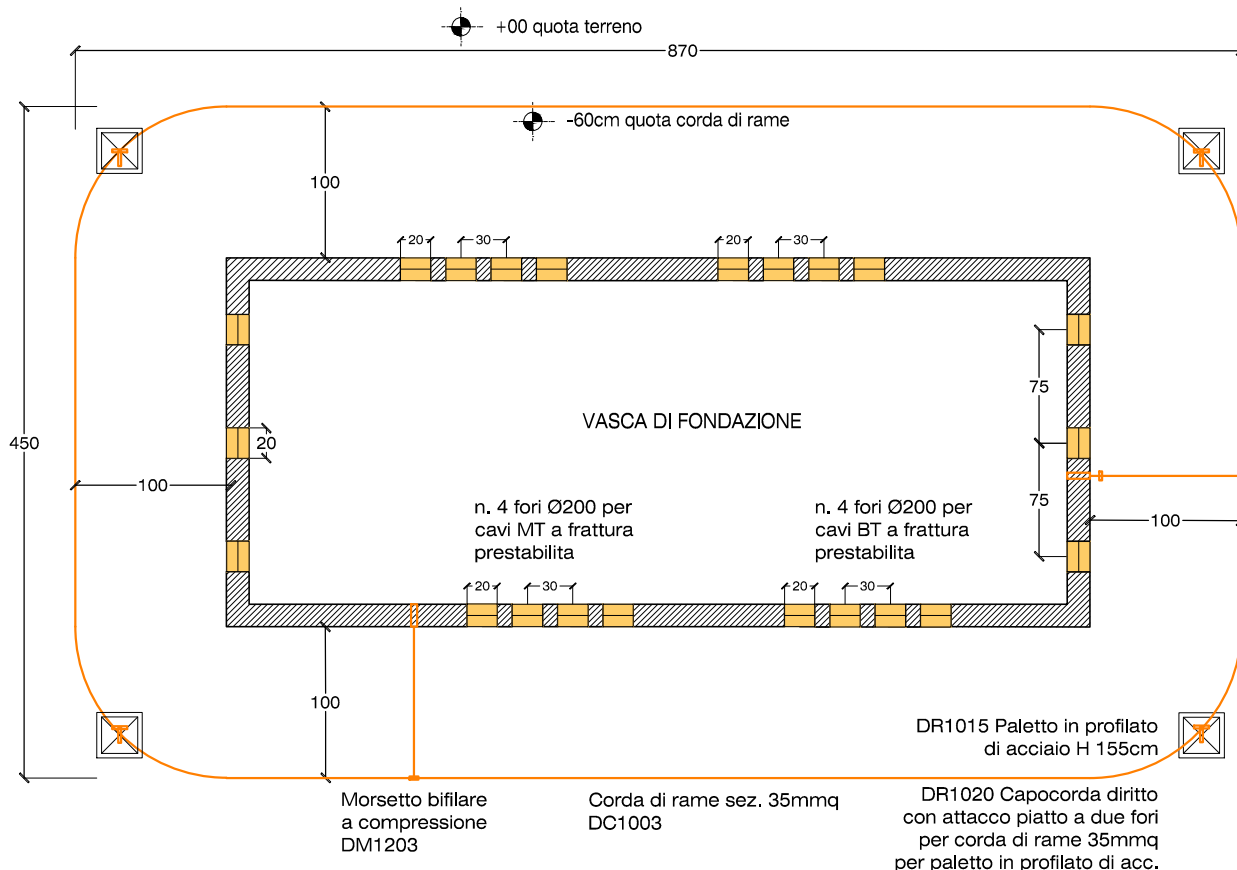 +00 quota terreno
870
-60cm quota corda di rame
100
20
30
20
30
75
VASCA DI FONDAZIONE
450
20
100
75
100
n. 4 fori Ø200 per
cavi MT a frattura
prestabilita
n. 4 fori Ø200 per
cavi BT a frattura
prestabilita
20
30
20
30
100
DR1015 Paletto in profilato
di acciaio H 155cm
Morsetto bifilare
a compressione
DM1203
Corda di rame sez. 35mmq
DC1003
DR1020 Capocorda diritto
con attacco piatto a due fori
per corda di rame 35mmq
per paletto in profilato di acc.